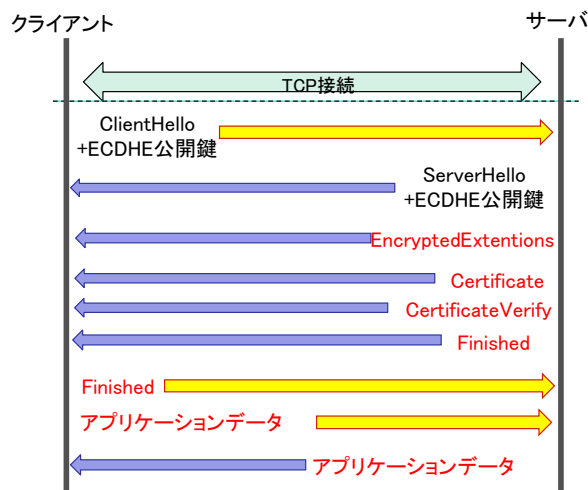 クライアント
サーバ
TCP接続
ClientHello
+ECDHE公開鍵
ServerHello
+ECDHE公開鍵
EncryptedExtentions
Certificate
CertificateVerify
Finished
Finished
アプリケーションデータ
アプリケーションデータ